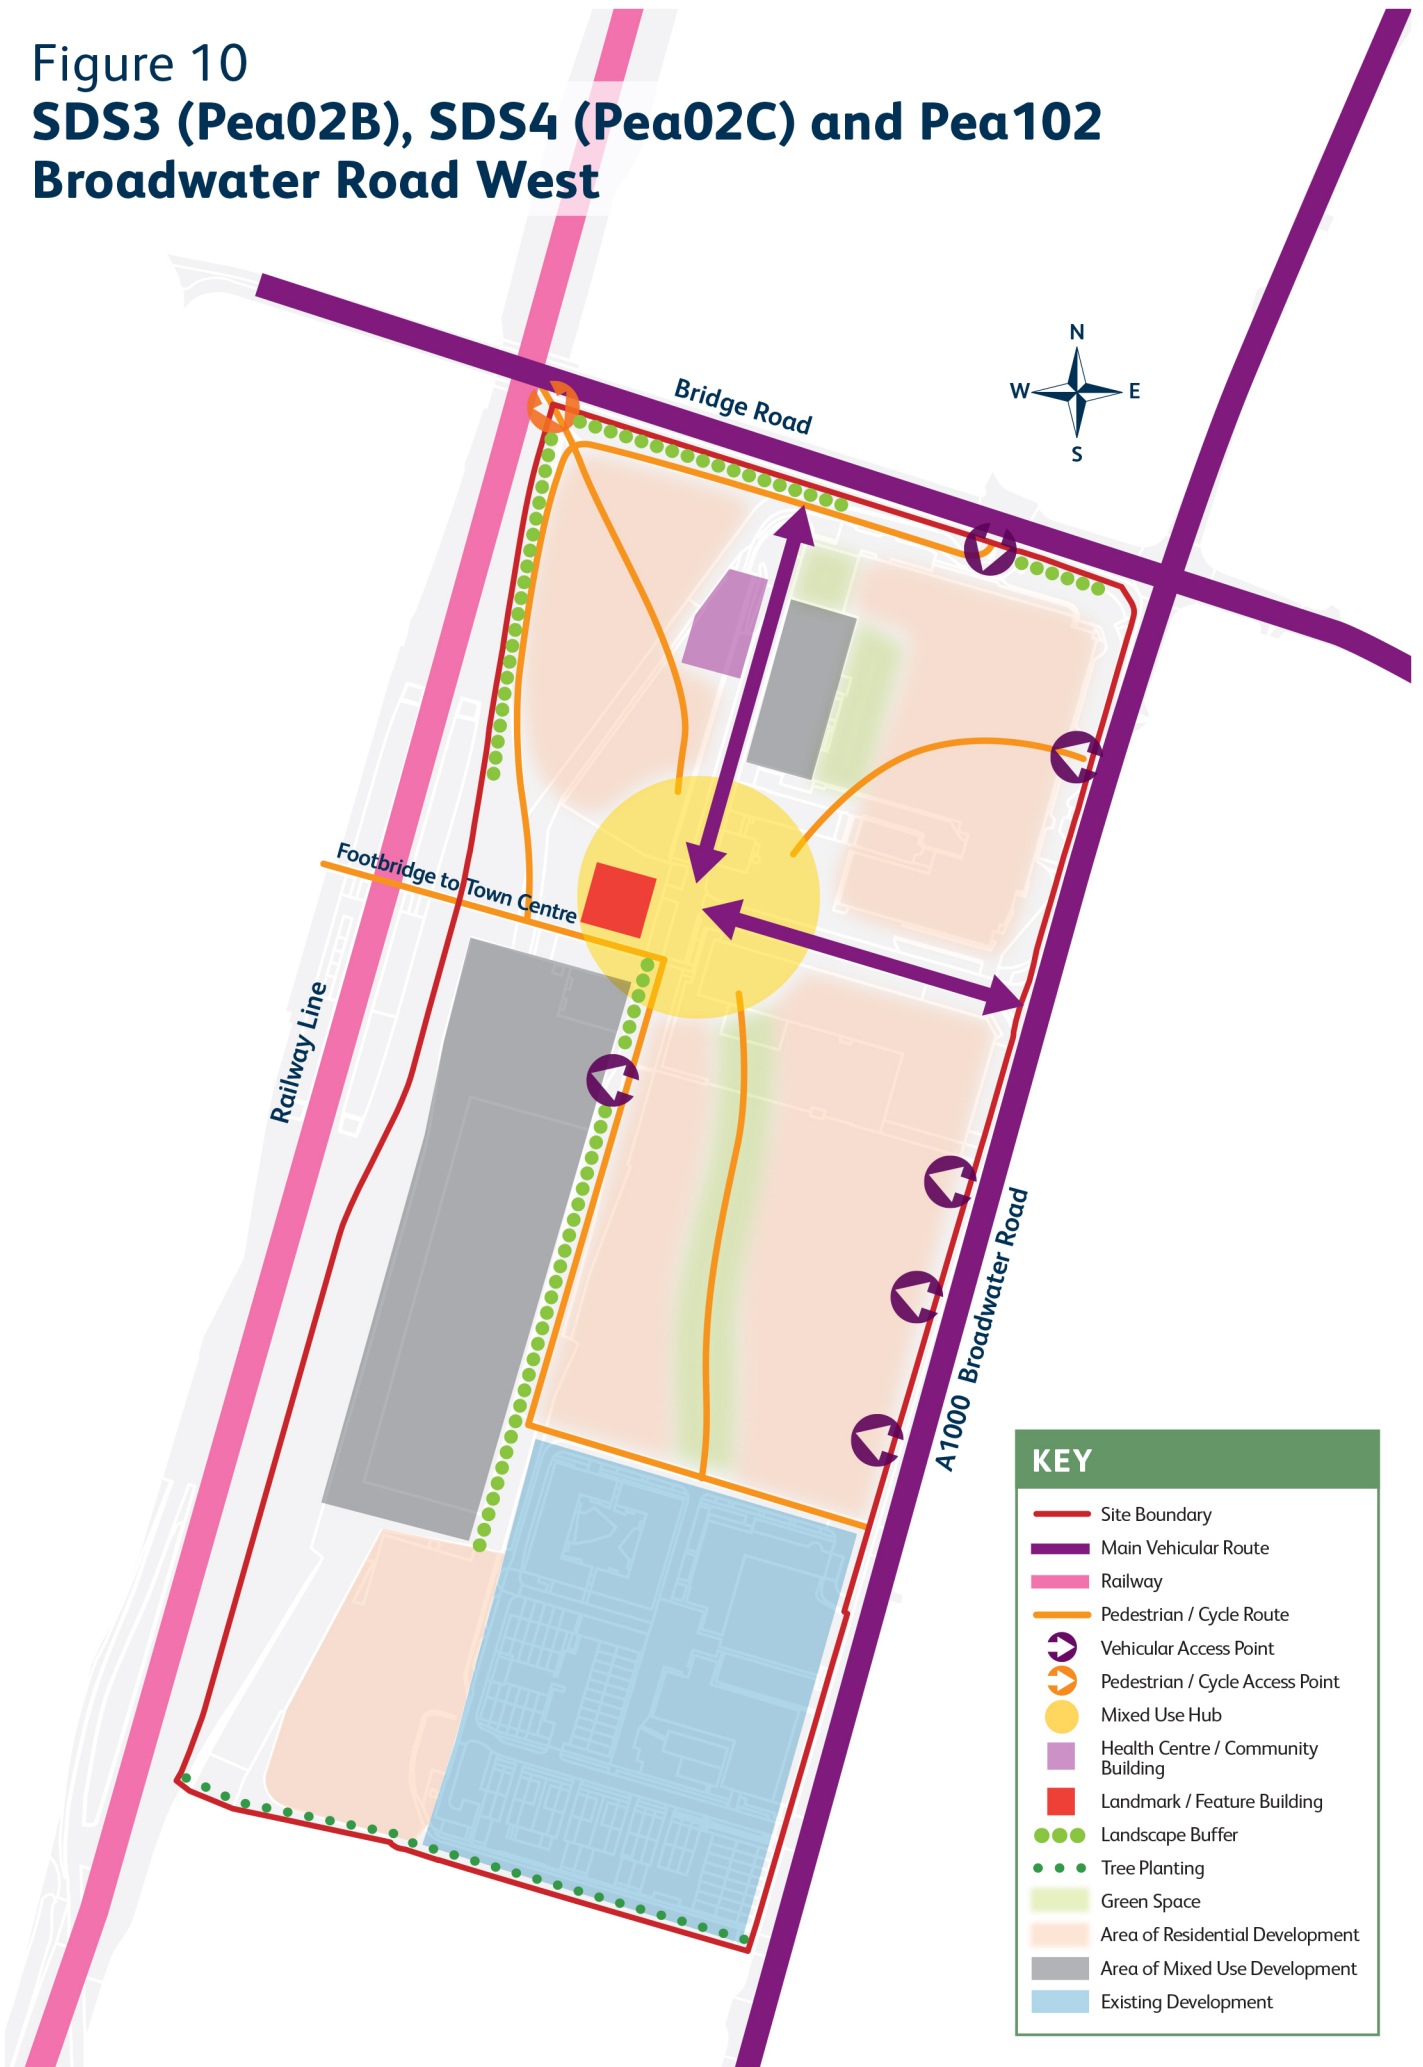 Figure 10
SDS3 (Pea02B), SDS4 (Pea02C) and Pea102
Broadwater Road West
N
W
E
S
Bridge Road
Footbridge to Town Centre
Railway Line
A1000 Broadwater Road
KEY
Site Boundary
Main Vehicular Route
Railway
Pedestrian / Cycle Route
Vehicular Access Point
Pedestrian / Cycle Access Point
Mixed Use Hub
Health Centre / Community
Building
Landmark / Feature Building
Landscape Buffer
Tree Planting
Green Space
Area of Residential Development
Area of Mixed Use Development
Existing Development